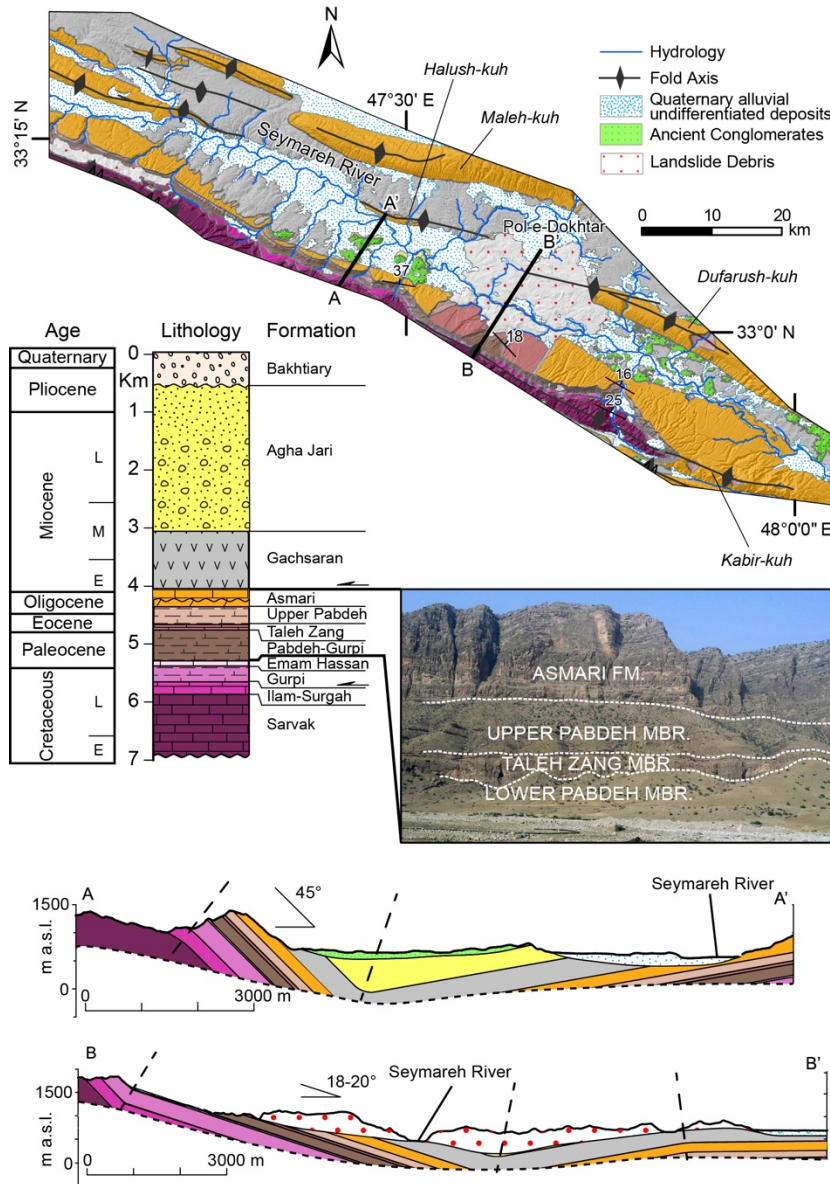 N
Hydrology
Fold Axis
Quaternary alluvial
undifferentiated deposits
Ancient Conglomerates
Landslide Debris
0 10 20
km
47°30' E
Halush-kuh
Maleh-kuh
33°15' N
Seymareh River
A'
A
37
Pol-e-Dokhtar
B'
B
18
Dufarush-kuh
33°0' N
16
25
48°0'0" E
Kabir-kuh
Age Lithology Formation
Quaternary
Pliocene
Miocene
L
M
E
Oligocene
Eocene
Paleocene
Cretaceous
L
E
0
Km
1
2
3
4
5
6
7
Bakhtiary
Agha Jari
Gachsaran
Asmari
Upper Pabdeh
Taleh Zang
Pabdeh-Gurpi
Emam Hassan
Gurpi
Ilam-Surgah
Sarvak
ASMARI FM.
UPPER PABDEH MBR.
TALEH ZANG MBR.
LOWER PABDEH MBR.
A
A'
45°
Seymareh River
1500
m a.s.l.
0
0 3000 m
B
B'
18-20°
Seymareh River
1500
m a.s.l.
0
0 3000 m